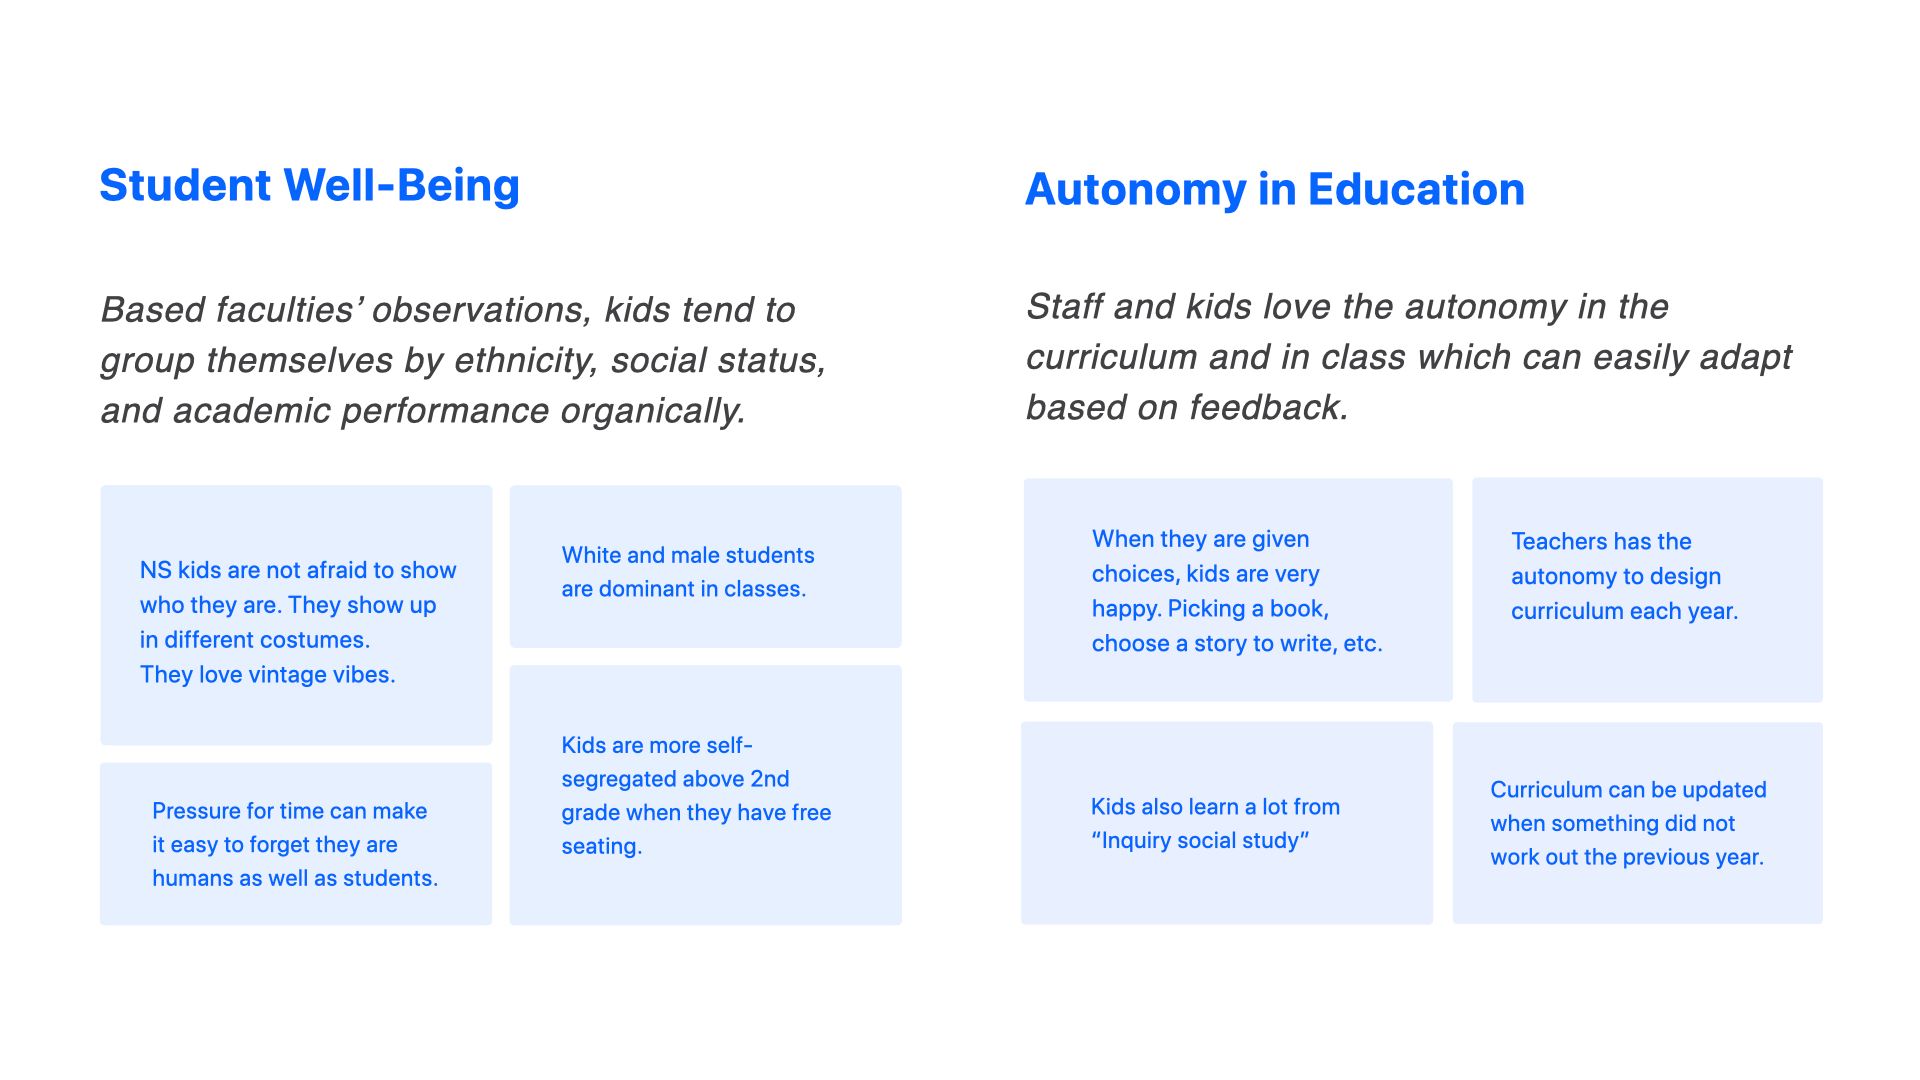 Student Well-Being
Based faculties’ observations, kids tend to
group themselves by ethnicity, social status,
and academic performance organically.
NS kids are not afraid to show
who they are. They show up
in different costumes.
They love vintage vibes.
Pressure for time can make
it easy to forget they are
humans as well as students.
White and male students
are dominant in classes.
Kids are more self-
segregated above 2nd
grade when they have free
seating.
Autonomy in Education
Staff and kids love the autonomy in the
curriculum and in class which can easily adapt
based on feedback.
When they are given
choices, kids are very
happy. Picking a book,
choose a story to write, etc.
Teachers has the
autonomy to design
curriculum each year.
Kids also learn a lot from
“Inquiry social study”
Curriculum can be updated
when something did not
work out the previous year.